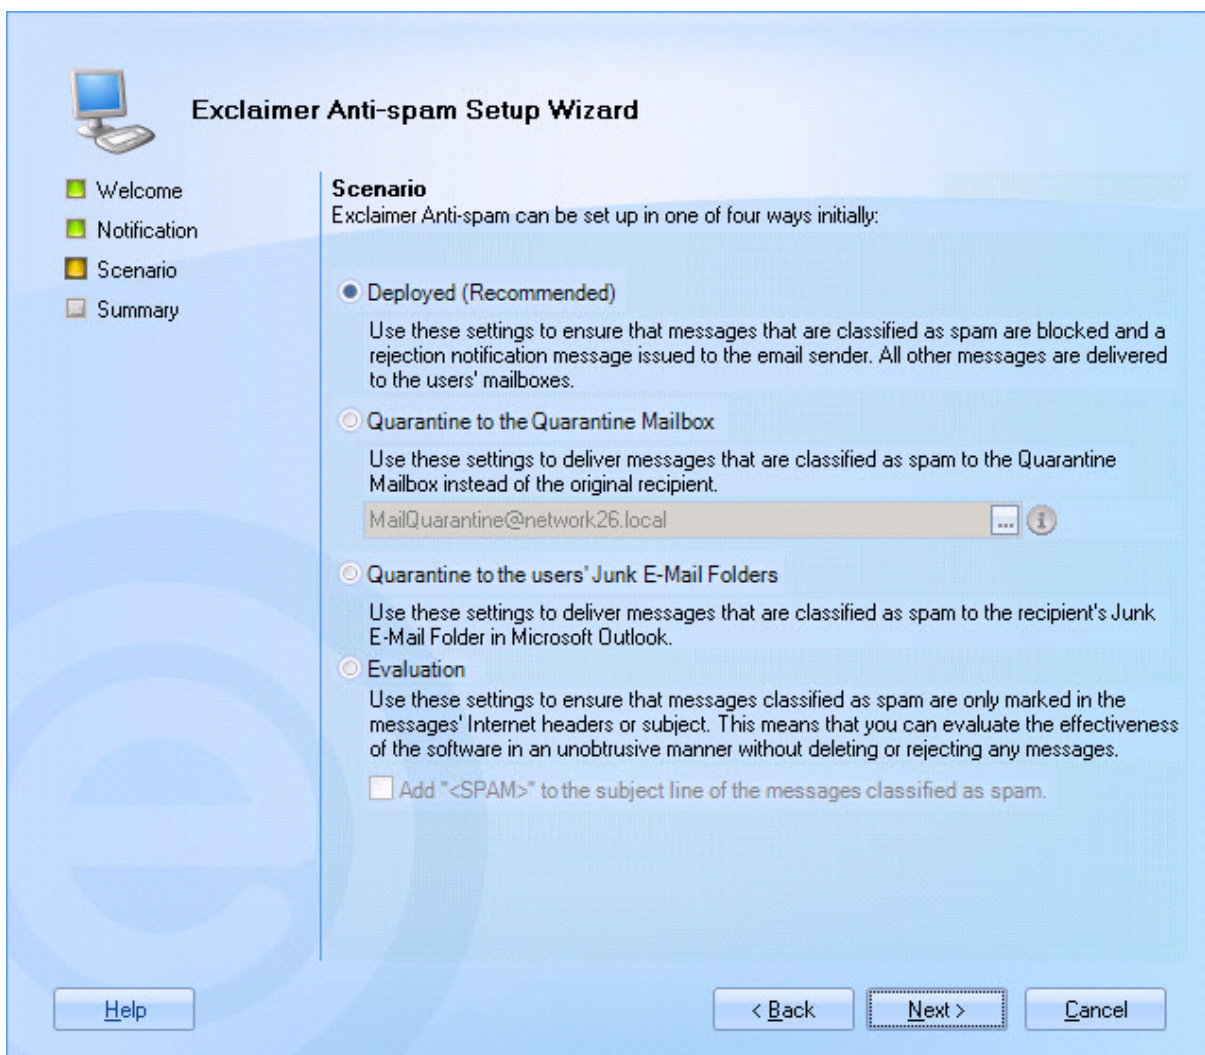 Exclaimer Anti-spam Setup Wizard
Welcome
Notification
Scenario
Summary
Scenario
Exclaimer Anti-spam can be set up in one of four ways initially:
Deployed (Recommended)
Use these settings to ensure that messages that are classified as spam are blocked and a
rejection notification message issued to the email sender. All other messages are delivered
to the users' mailboxes.
Quarantine to the Quarantine Mailbox
Use these settings to deliver messages that are classified as spam to the Quarantine
Mailbox instead of the original recipient.
MailQuarantine@network26.local
...
Quarantine to the users' Junk E-Mail Folders
Use these settings to deliver messages that are classified as spam to the recipient's Junk
E-Mail Folder in Microsoft Outlook.
Evaluation
Use these settings to ensure that messages classified as spam are only marked in the
messages' Internet headers or subject. This means that you can evaluate the effectiveness
of the software in an unobtrusive manner without deleting or rejecting any messages.
Add "<SPAM>" to the subject line of the messages classified as spam.
Help
< Back
Next >
Cancel